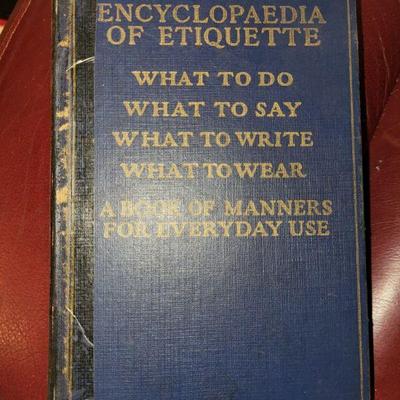 ENCYCLOPAEDIA
OF ETIQUETTE
WHAT TO DO
WHAT TO SAY
WHAT TO WRITE
WHAT TO WEAR
A BOOK OF MANNERS
FOR EVERYDAY USE